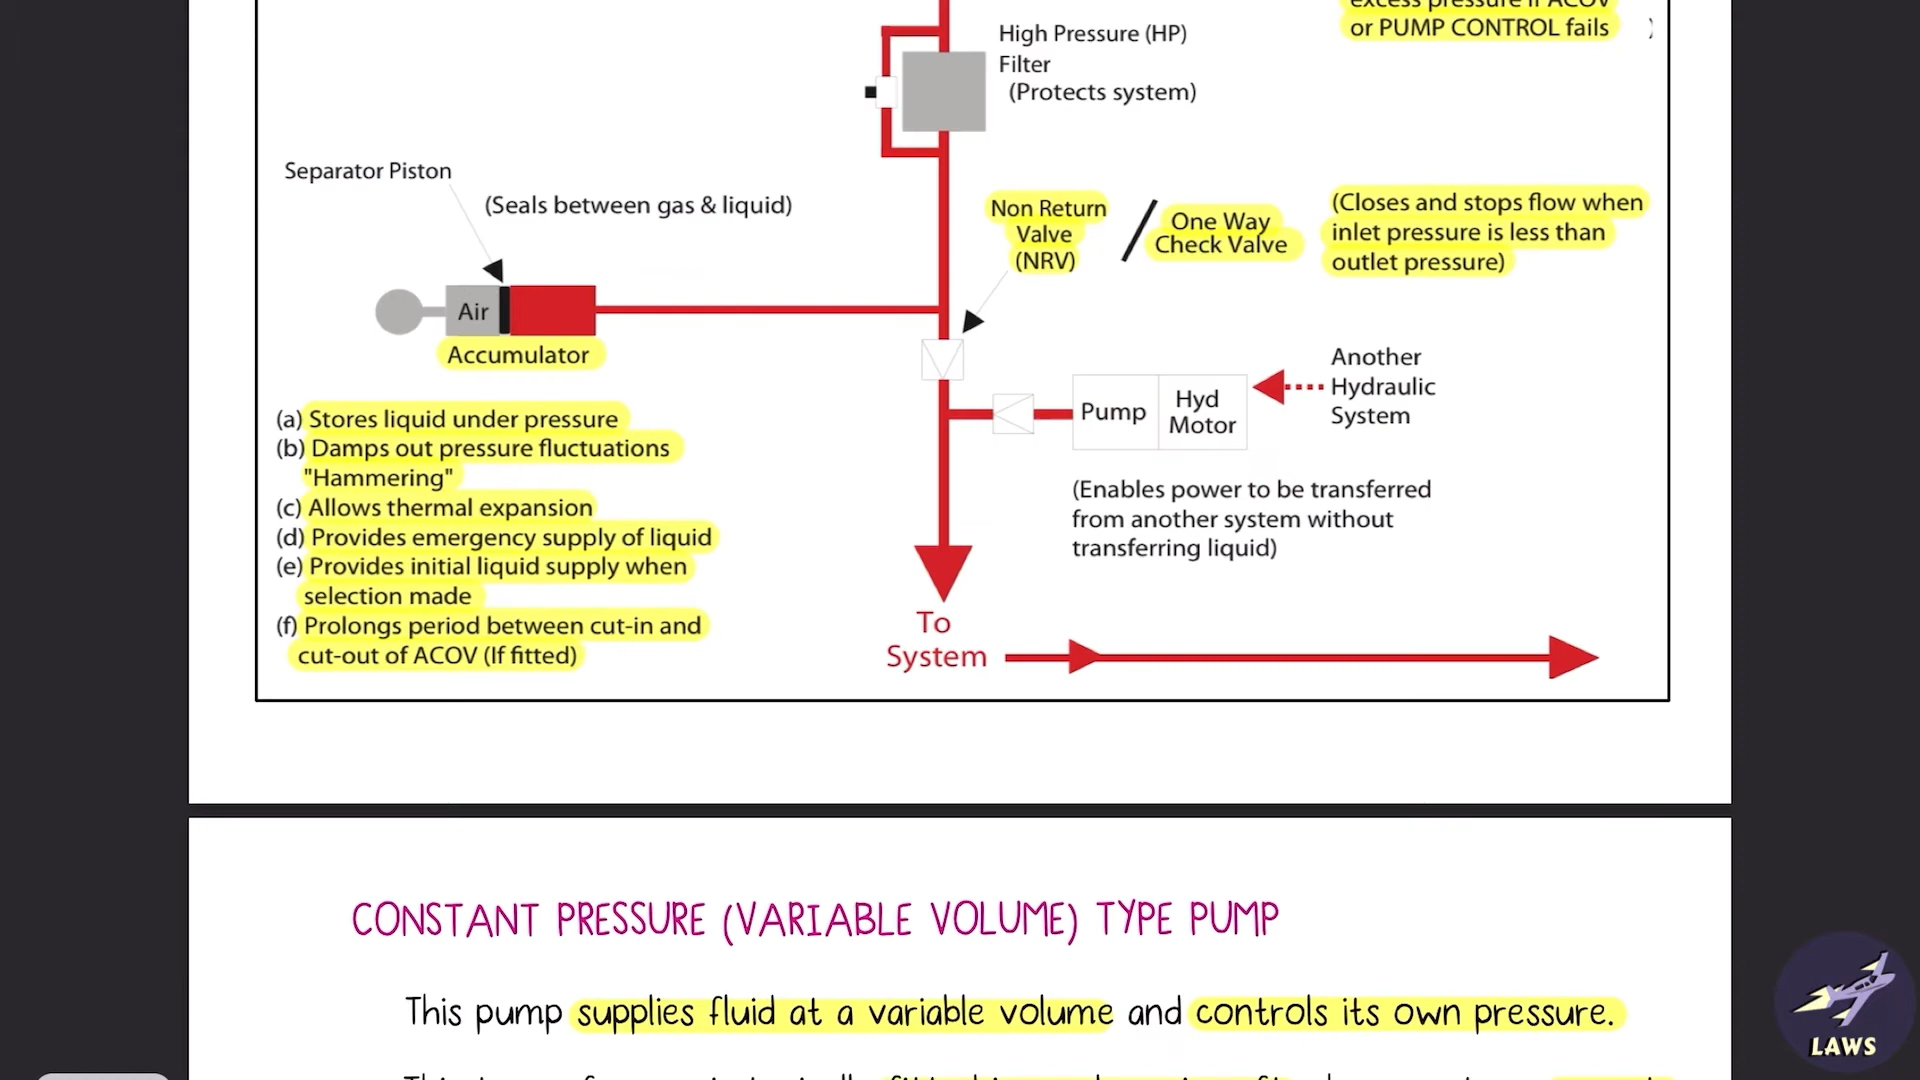 excess pressure if ACOV
or PUMP CONTROL fails )
High Pressure (HP)
Filter
(Protects system)
Separator Piston
(Seals between gas & liquid)
Non Return
Valve
(NRV)
/
One Way
Check Valve
(Closes and stops flow when
inlet pressure is less than
outlet pressure)
Air
Accumulator
(a) Stores liquid under pressure
(b) Damps out pressure fluctuations
"Hammering"
(c) Allows thermal expansion
(d) Provides emergency supply of liquid
(e) Provides initial liquid supply when
selection made
(f) Prolongs period between cut-in and
cut-out of ACOV (If fitted)
Pump
Hyd
Motor
Another
Hydraulic
System
(Enables power to be transferred
from another system without
transferring liquid)
To
System
CONSTANT PRESSURE (VARIABLE VOLUME) TYPE PUMP
This pump supplies fluid at a variable volume and controls its own pressure.
LAWS